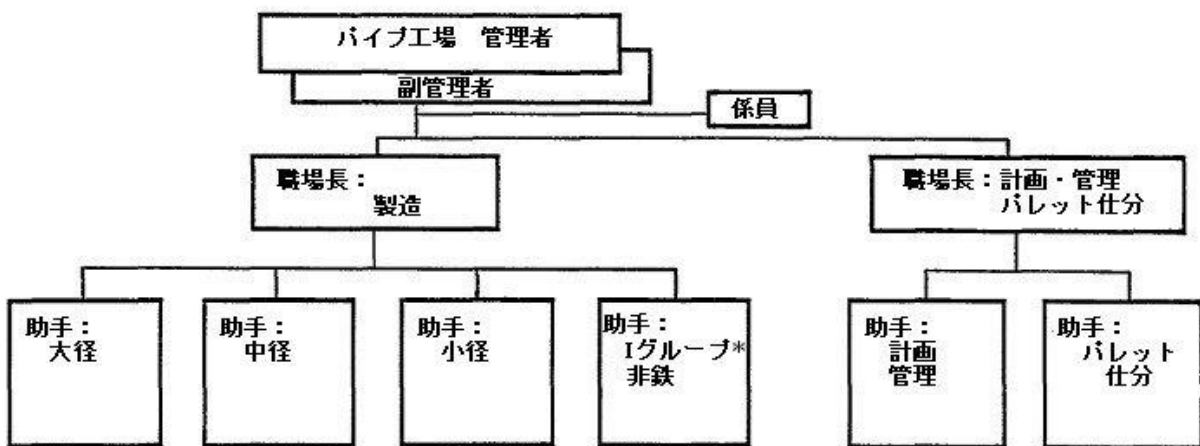 パイプ工場 管理者
副管理者
係員
職場長：
製造
職場長：計画・管理
パレット仕分
助手：
大径
助手：
中径
助手：
小径
助手：
Iグループ*
非鉄
助手：
計画
管理
助手：
パレット
仕分